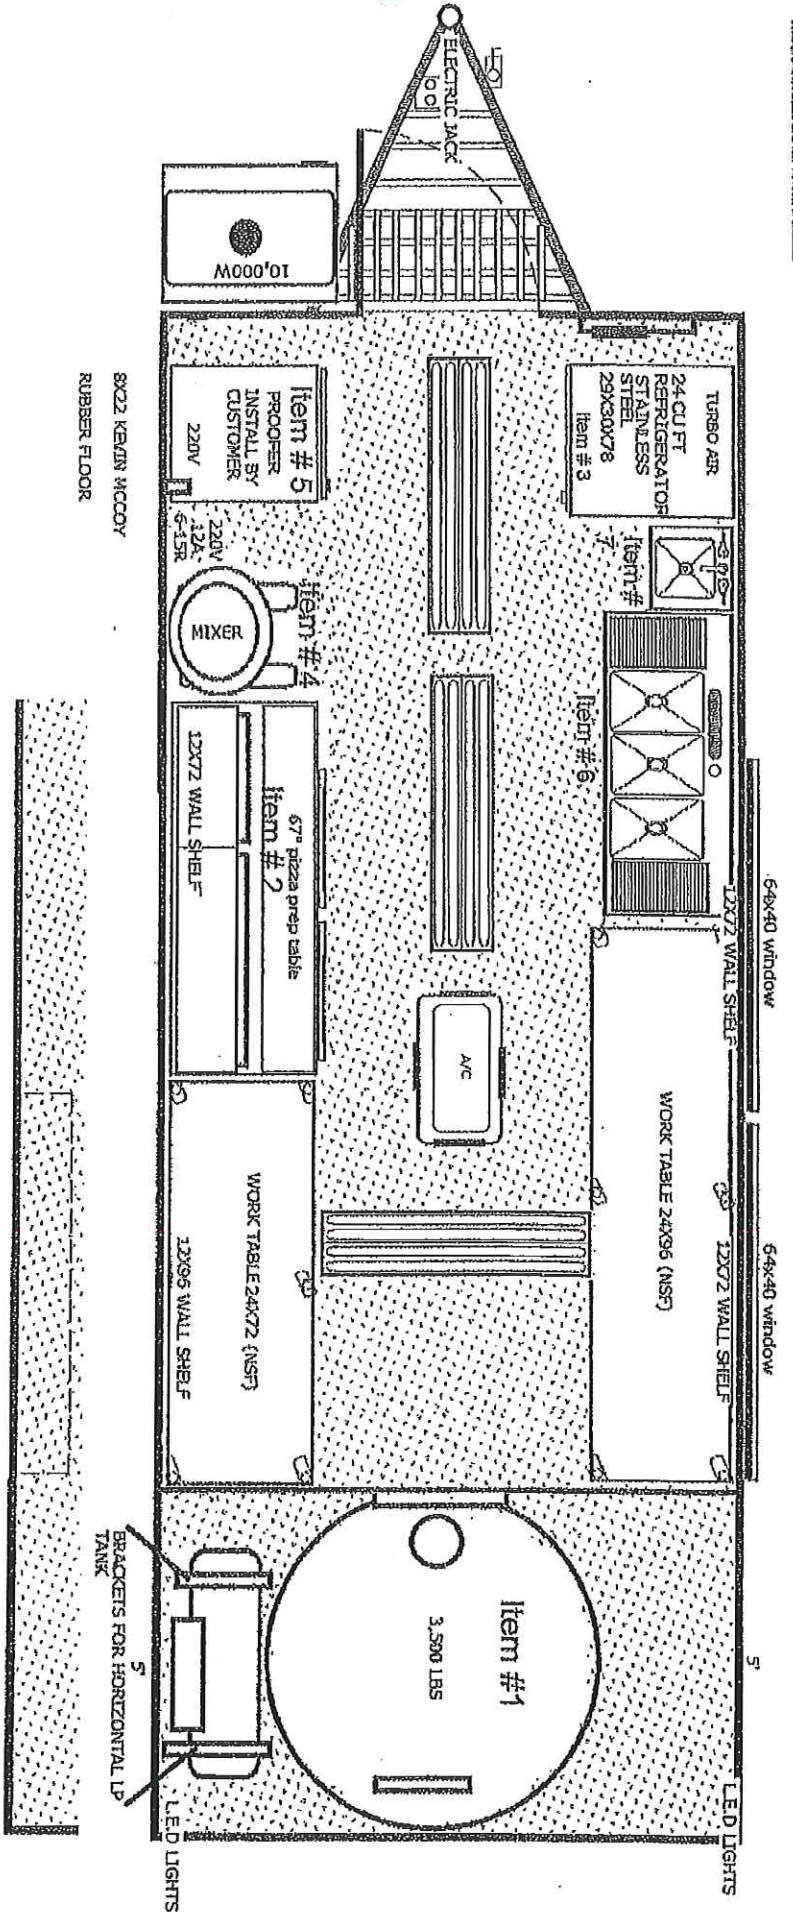 ELECTRIC JACK
10,000W
TURBO AIR
24 CU FT
REFRIGERATOR
STAINLESS
STEEL
29X30X78
item #3
Item #
7
Item #6
12X72 WALL SHELF
64x40 window
WORK TABLE 24X96 (NSF)
12X72 WALL SHELF
64x40 window
Item # 5
PROOFER
INSTALL BY
CUSTOMER
220V
220V
12A
6-15R
Item #4
MIXER
67" pizza prep table
Item #2
12X72 WALL SHELF
A/C
WORK TABLE 24X72 (NSF)
12X96 WALL SHELF
Item #1
3,500 LBS
5'
L.E.D LIGHTS
5'
L.E.D LIGHTS
BRACKETS FOR HORIZONTAL LP
TANK
8X22 KEVIN MCCOY
RUBBER FLOOR